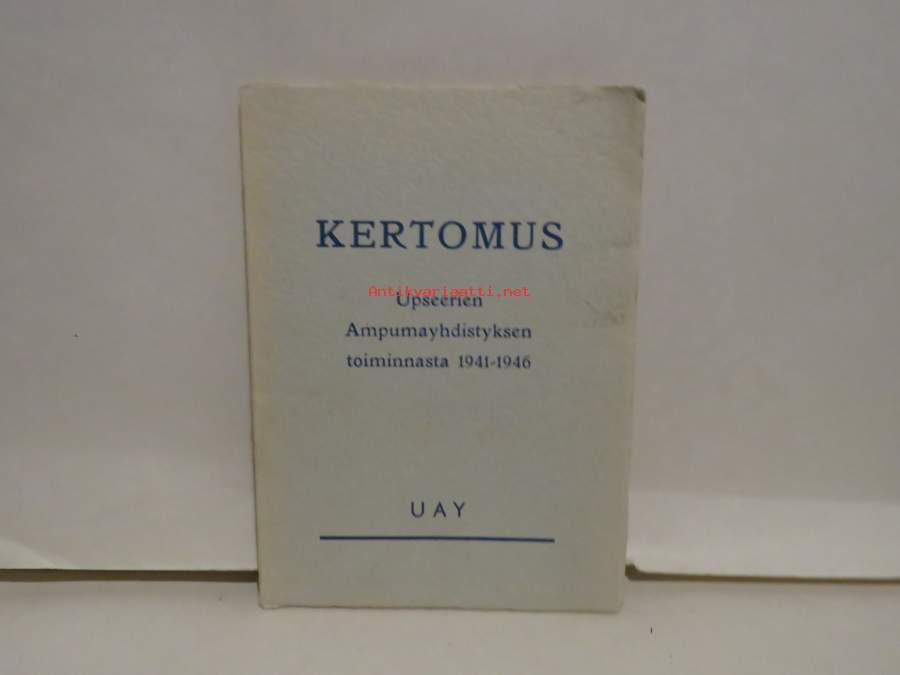 KERTOMUS
Antikvariaatti.net
Upseerien
Ampumayhdistyksen
toiminnasta 1941-1946
UAY